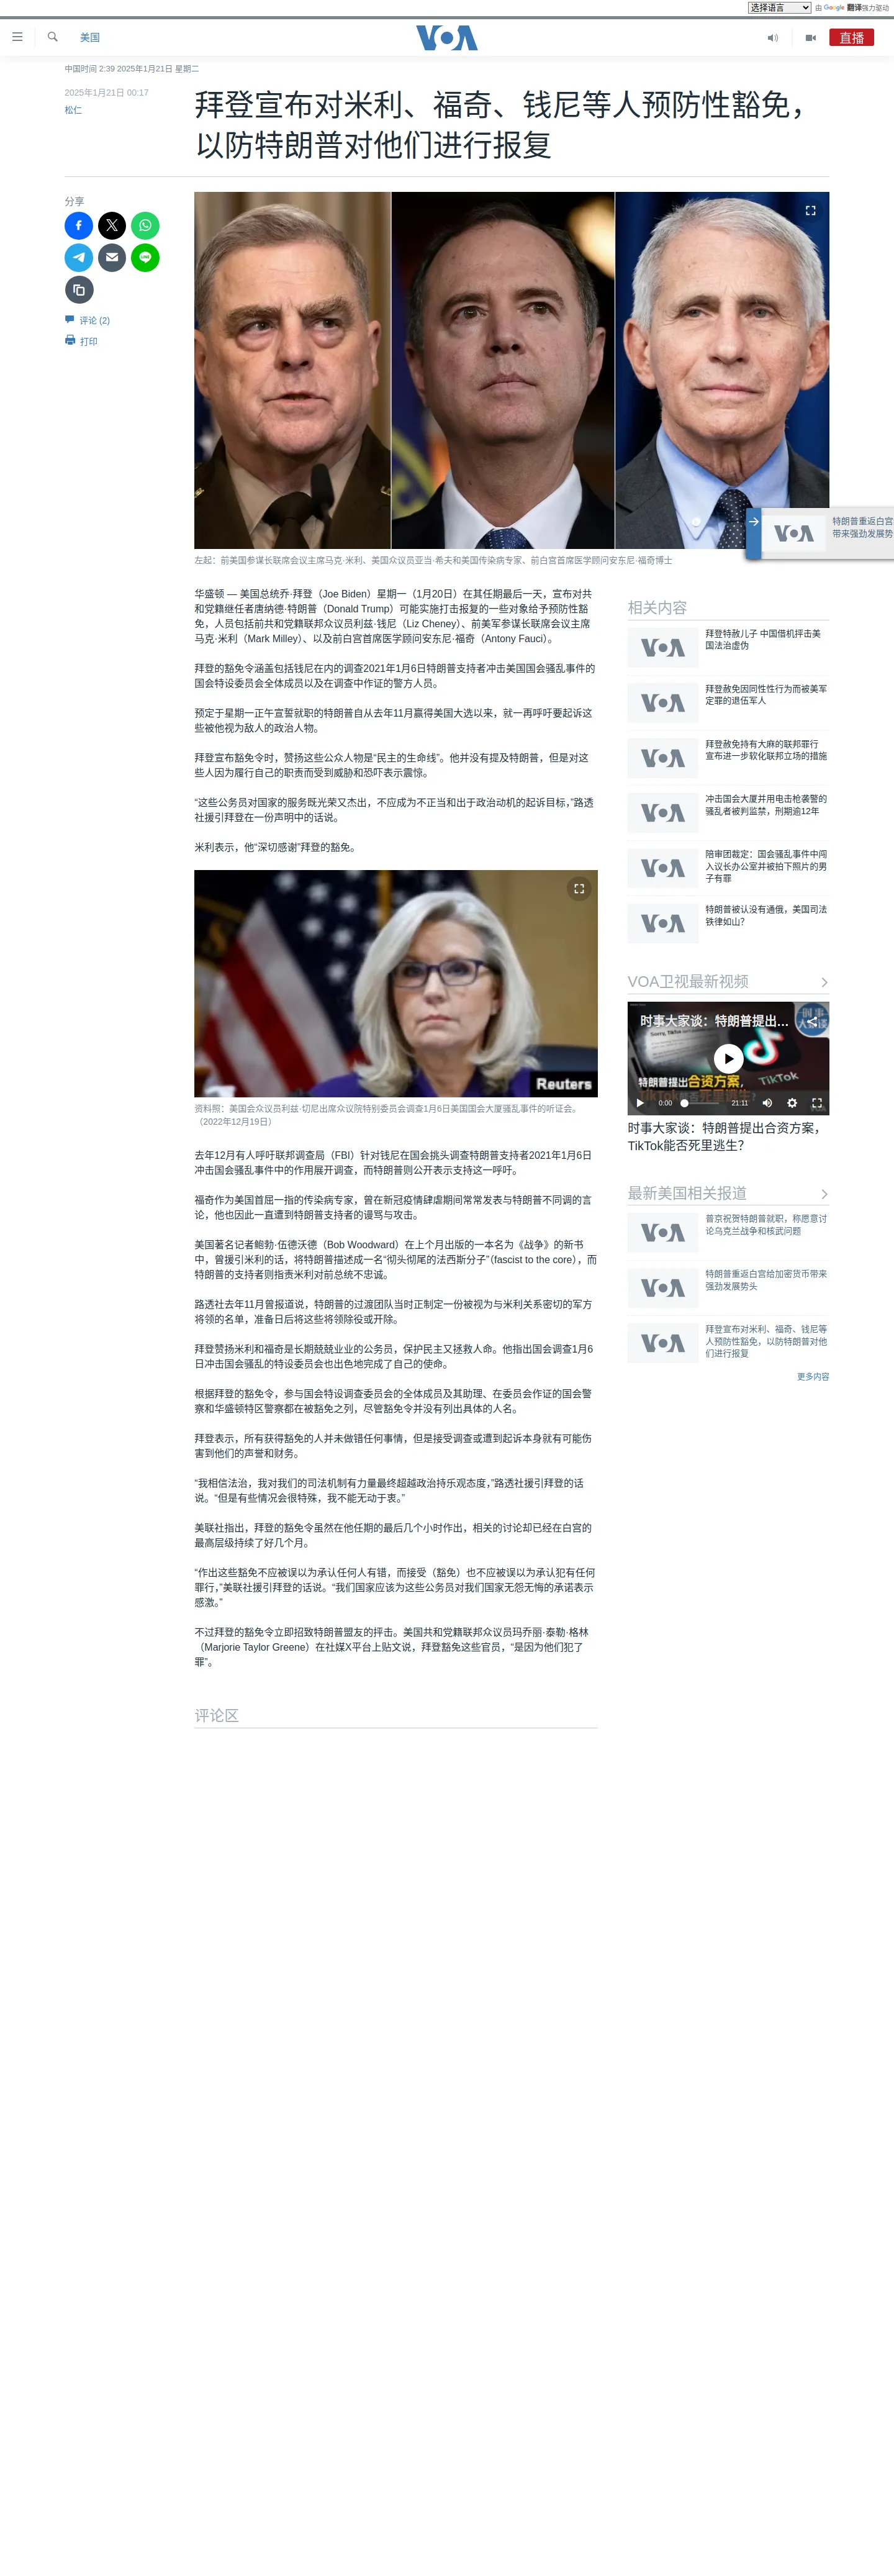 选择语言
由 Google 翻译强力驱动
美国
VOA
直播
中国时间 2:39 2025年1月21日 星期二
2025年1月21日 00:17
松仁
拜登宣布对米利、福奇、钱尼等人预防性豁免，
以防特朗普对他们进行报复
分享
评论 (2)
打印
左起：前美国参谋长联席会议主席马克·米利、美国众议员亚当·希夫和美国传染病专家、前白宫首席医学顾问安东尼·福奇博士
VOA
特朗普重返白宫
带来强劲发展势
华盛顿 — 美国总统乔·拜登（Joe Biden）星期一（1月20日）在其任期最后一天，宣布对共
和党籍继任者唐纳德·特朗普（Donald Trump）可能实施打击报复的一些对象给予预防性豁
免，人员包括前共和党籍联邦众议员利兹·钱尼（Liz Cheney）、前美军参谋长联席会议主席
马克·米利（Mark Milley）、以及前白宫首席医学顾问安东尼·福奇（Antony Fauci）。
拜登的豁免令涵盖包括钱尼在内的调查2021年1月6日特朗普支持者冲击美国国会骚乱事件的
国会特设委员会全体成员以及在调查中作证的警方人员。
预定于星期一正午宣誓就职的特朗普自从去年11月赢得美国大选以来，就一再呼吁要起诉这
些被他视为敌人的政治人物。
拜登宣布豁免令时，赞扬这些公众人物是“民主的生命线”。他并没有提及特朗普，但是对这
些人因为履行自己的职责而受到威胁和恐吓表示震惊。
“这些公务员对国家的服务既光荣又杰出，不应成为不正当和出于政治动机的起诉目标，”路透
社援引拜登在一份声明中的话说。
米利表示，他“深切感谢”拜登的豁免。
Reuters
资料照：美国会众议员利兹·切尼出席众议院特别委员会调查1月6日美国国会大厦骚乱事件的听证会。
（2022年12月19日）
去年12月有人呼吁联邦调查局（FBI）针对钱尼在国会挑头调查特朗普支持者2021年1月6日
冲击国会骚乱事件中的作用展开调查，而特朗普则公开表示支持这一呼吁。
福奇作为美国首屈一指的传染病专家，曾在新冠疫情肆虐期间常常发表与特朗普不同调的言
论，他也因此一直遭到特朗普支持者的谩骂与攻击。
美国著名记者鲍勃·伍德沃德（Bob Woodward）在上个月出版的一本名为《战争》的新书
中，曾援引米利的话，将特朗普描述成一名“彻头彻尾的法西斯分子”（fascist to the core），而
特朗普的支持者则指责米利对前总统不忠诚。
路透社去年11月曾报道说，特朗普的过渡团队当时正制定一份被视为与米利关系密切的军方
将领的名单，准备日后将这些将领除役或开除。
拜登赞扬米利和福奇是长期兢兢业业的公务员，保护民主又拯救人命。他指出国会调查1月6
日冲击国会骚乱的特设委员会也出色地完成了自己的使命。
根据拜登的豁免令，参与国会特设调查委员会的全体成员及其助理、在委员会作证的国会警
察和华盛顿特区警察都在被豁免之列，尽管豁免令并没有列出具体的人名。
拜登表示，所有获得豁免的人并未做错任何事情，但是接受调查或遭到起诉本身就有可能伤
害到他们的声誉和财务。
“我相信法治，我对我们的司法机制有力量最终超越政治持乐观态度，”路透社援引拜登的话
说。“但是有些情况会很特殊，我不能无动于衷。”
美联社指出，拜登的豁免令虽然在他任期的最后几个小时作出，相关的讨论却已经在白宫的
最高层级持续了好几个月。
“作出这些豁免不应被误以为承认任何人有错，而接受（豁免）也不应被误以为承认犯有任何
罪行，”美联社援引拜登的话说。“我们国家应该为这些公务员对我们国家无怨无悔的承诺表示
感激。”
不过拜登的豁免令立即招致特朗普盟友的抨击。美国共和党籍联邦众议员玛乔丽·泰勒·格林
（Marjorie Taylor Greene）在社媒X平台上贴文说，拜登豁免这些官员，“是因为他们犯了
罪”。
评论区
相关内容
VOA
拜登特赦儿子 中国借机抨击美
国法治虚伪
VOA
拜登赦免因同性性行为而被美军
定罪的退伍军人
VOA
拜登赦免持有大麻的联邦罪行
宣布进一步软化联邦立场的措施
VOA
冲击国会大厦并用电击枪袭警的
骚乱者被判监禁，刑期逾12年
VOA
陪审团裁定：国会骚乱事件中闯
入议长办公室并被拍下照片的男
子有罪
VOA
特朗普被认没有通俄，美国司法
铁律如山？
VOA卫视最新视频
时事大家谈：特朗普提出...
时事
特朗普提出合资方案，
TikTok
0:00
21:11
时事大家谈：特朗普提出合资方案，
TikTok能否死里逃生？
最新美国相关报道
VOA
普京祝贺特朗普就职，称愿意讨
论乌克兰战争和核武问题
VOA
特朗普重返白宫给加密货币带来
强劲发展势头
VOA
拜登宣布对米利、福奇、钱尼等
人预防性豁免，以防特朗普对他
们进行报复
更多内容